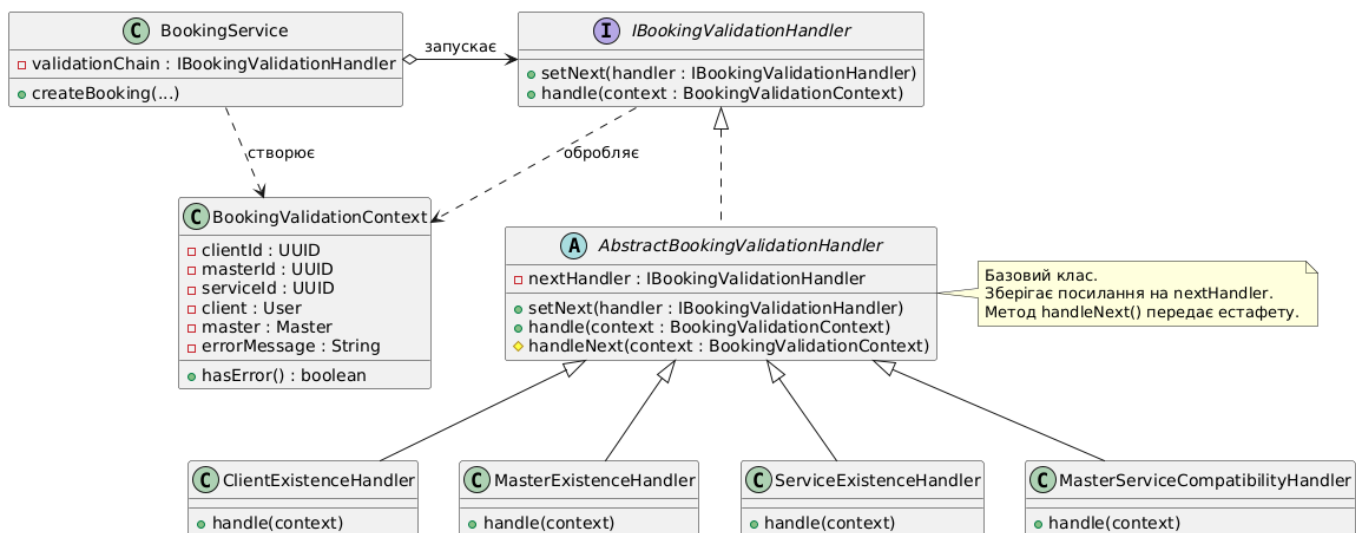 C BookingService
validationChain : IBookingValidationHandler
createBooking(...)
запускає
I IBookingValidationHandler
setNext(handler : IBookingValidationHandler)
handle(context : BookingValidationContext)
створює
обробляє
C BookingValidationContext
clientId : UUID
masterId : UUID
serviceId : UUID
client : User
master : Master
errorMessage : String
hasError() : boolean
A AbstractBookingValidationHandler
nextHandler : IBookingValidationHandler
setNext(handler : IBookingValidationHandler)
handle(context : BookingValidationContext)
handleNext(context : BookingValidationContext)
Базовий клас.
Зберігає посилання на nextHandler.
Метод handleNext() передає естафету.
C ClientExistenceHandler
handle(context)
C MasterExistenceHandler
handle(context)
C ServiceExistenceHandler
handle(context)
C MasterServiceCompatibilityHandler
handle(context)